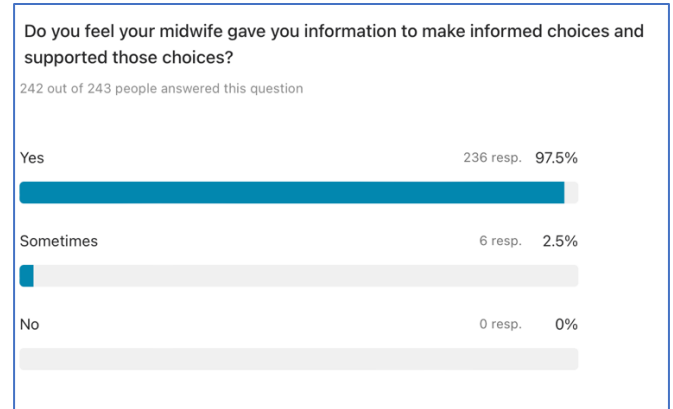 Do you feel your midwife gave you information to make informed choices and
supported those choices?
242 out of 243 people answered this question
Yes 236 resp. 97.5%
Sometimes 6 resp. 2.5%
No 0 resp. 0%